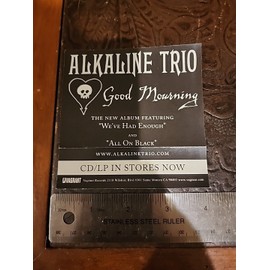 ALKALINE TRIO
Good Mourning
THE NEW ALBUM FEATURING
"WE'VE HAD ENOUGH"
AND
"ALL ON BLACK"
WWW.ALKALINETRIO.COM
CD/LP IN STORES NOW
VAGRANT
STAINLESS STEEL RULER